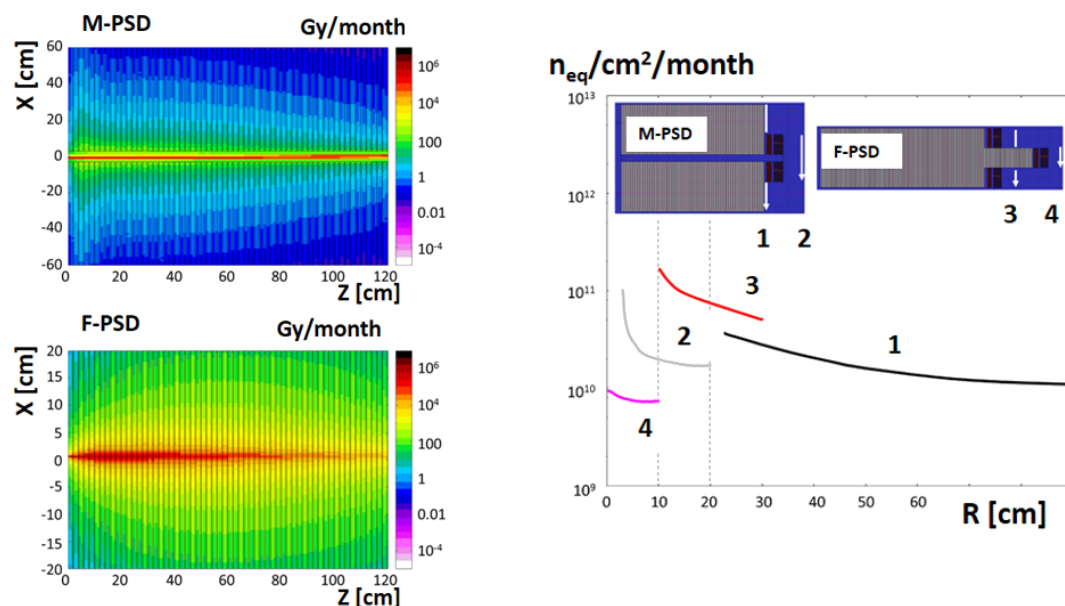 M-PSD
Gy/month
X [cm]
60
40
20
0
-20
-40
-60
0 20 40 60 80 100 120
Z [cm]
10⁶
10⁴
100
1
0.01
10⁻⁴
F-PSD
Gy/month
X [cm]
20
15
10
5
0
-5
-10
-15
-20
0 20 40 60 80 100 120
Z [cm]
10⁶
10⁴
100
1
0.01
10⁻⁴
n_eq/cm²/month
10¹³
10¹²
10¹¹
10¹⁰
10⁹
M-PSD
F-PSD
1 2
3 4
3
2
1
4
0 10 20 30 40 50 60
R [cm]